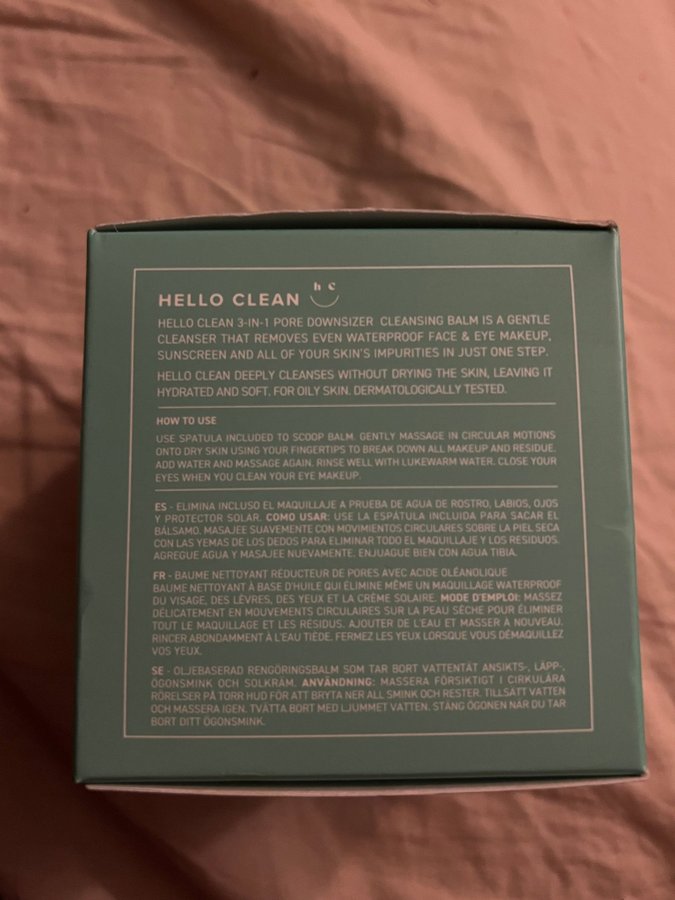 HELLO CLEAN h c
HELLO CLEAN 3-IN-1 PORE DOWNSIZER CLEANSING BALM IS A GENTLE
CLEANSER THAT REMOVES EVEN WATERPROOF FACE & EYE MAKEUP,
SUNSCREEN AND ALL OF YOUR SKIN'S IMPURITIES IN JUST ONE STEP.
HELLO CLEAN DEEPLY CLEANSES WITHOUT DRYING THE SKIN, LEAVING IT
HYDRATED AND SOFT. FOR OILY SKIN. DERMATOLOGICALLY TESTED.
HOW TO USE
USE SPATULA INCLUDED TO SCOOP BALM. GENTLY MASSAGE IN CIRCULAR MOTIONS
ONTO DRY SKIN USING YOUR FINGERTIPS TO BREAK DOWN ALL MAKEUP AND RESIDUE.
ADD WATER AND MASSAGE AGAIN. RINSE WELL WITH LUKEWARM WATER. CLOSE YOUR
EYES WHEN YOU CLEAN YOUR EYE MAKEUP.
ES - ELIMINA INCLUSO EL MAQUILLAJE A PRUEBA DE AGUA DE ROSTRO, LABIOS, OJOS
Y PROTECTOR SOLAR. COMO USAR: USE LA ESPÁTULA INCLUIDA PARA SACAR EL
BÁLSAMO. MASAJEE SUAVEMENTE CON MOVIMIENTOS CIRCULARES SOBRE LA PIEL SECA
CON LAS YEMAS DE LOS DEDOS PARA ELIMINAR TODO EL MAQUILLAJE Y LOS RESIDUOS.
AGREGUE AGUA Y MASAJEE NUEVAMENTE. ENJUAGUE BIEN CON AGUA TIBIA.
FR - BAUME NETTOYANT RÉDUCTEUR DE PORES AVEC ACIDE OLÉANOLIQUE
BAUME NETTOYANT À BASE D'HUILE QUI ÉLIMINE MÊME UN MAQUILLAGE WATERPROOF
DU VISAGE, DES LÈVRES, DES YEUX ET LA CRÈME SOLAIRE. MODE D'EMPLOI: MASSEZ
DÉLICATEMENT EN MOUVEMENTS CIRCULAIRES SUR LA PEAU SÈCHE POUR ÉLIMINER
TOUT LE MAQUILLAGE ET LES RÉSIDUS. AJOUTER DE L'EAU ET MASSER À NOUVEAU.
RINCER ABONDAMMENT À L'EAU TIÈDE. FERMEZ LES YEUX LORSQUE VOUS DÉMAQUILLEZ
VOS YEUX.
SE - OLJEBASERAD RENGÖRINGSBALM SOM TAR BORT VATTENTÄT ANSIKTS-, LÄPP-,
ÖGONSMINK OCH SOLKRÄM. ANVÄNDNING: MASSERA FÖRSIKTIGT I CIRKULÄRA
RÖRELSER PÅ TORR HUD FÖR ATT BRYTA NER ALL SMINK OCH RESTER. TILLSÄTT VATTEN
OCH MASSERA IGEN. TVÄTTA BORT MED LJUMMET VATTEN. STÄNG ÖGONEN NÄR DU TAR
BORT DITT ÖGONSMINK.